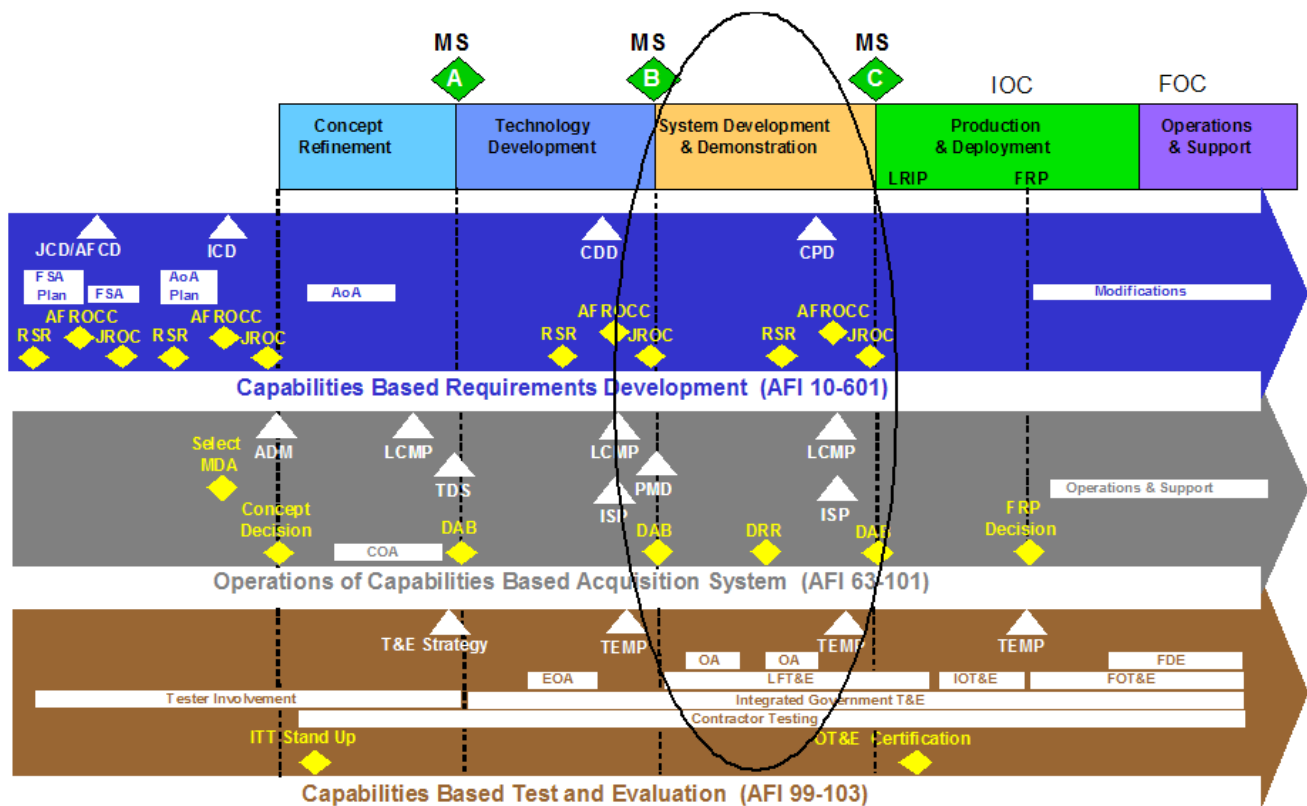 MS
MS
MS
A
B
C
IOC
FOC
Concept
Refinement
Technology
Development
System Development
& Demonstration
Production
& Deployment
LRIP
FRP
Operations
& Support
JCD/AFCD
ICD
CDD
CPD
FSA
Plan
FSA
AoA
Plan
AoA
Modifications
RSR
AFROCC
JROC
RSR
AFROCC
JROC
RSR
AFROCC
JROC
RSR
AFROCC
JROC
Capabilities Based Requirements Development (AFI 10-601)
Select
MDA
ADM
LCMP
TDS
LCMP
ISP
PMD
LCMP
ISP
Operations & Support
Concept
Decision
COA
DAB
DAB
DRR
DAB
FRP
Decision
Operations of Capabilities Based Acquisition System (AFI 63-101)
T&E Strategy
TEMP
TEMP
TEMP
OA
OA
FDE
EOA
LFT&E
IOT&E
FOT&E
Tester Involvement
Integrated Government T&E
Contractor Testing
ITT Stand Up
OT&E Certification
Capabilities Based Test and Evaluation (AFI 99-103)